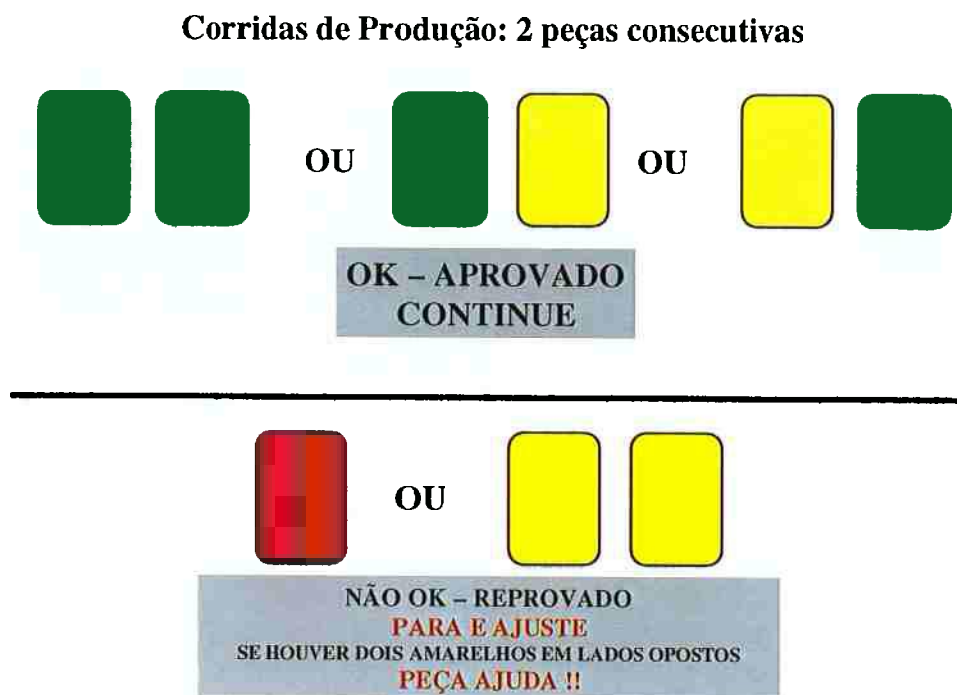 Corridas de Produção: 2 peças consecutivas
OU
OU
OK – APROVADO
CONTINUE
OU
NÃO OK – REPROVADO
PARA E AJUSTE
SE HOUVER DOIS AMARELHOS EM LADOS OPOSTOS
PEÇA AJUDA !!